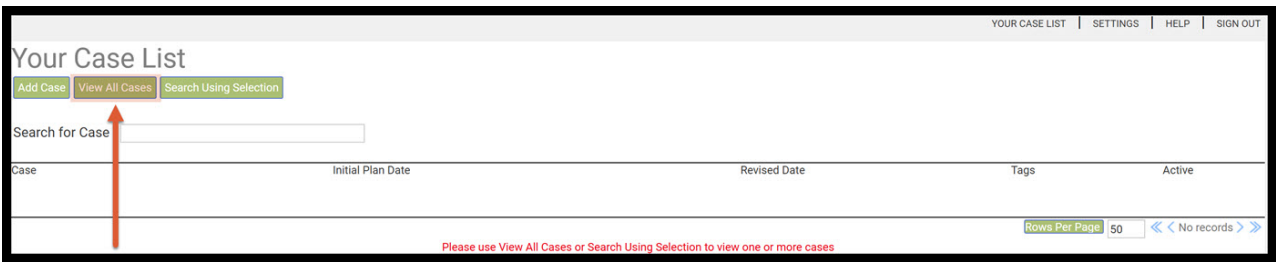 YOUR CASE LIST | SETTINGS | HELP | SIGN OUT
Your Case List
Add Case View All Cases Search Using Selection
Search for Case
Case Initial Plan Date Revised Date Tags Active
Rows Per Page 50 No records
Please use View All Cases or Search Using Selection to view one or more cases